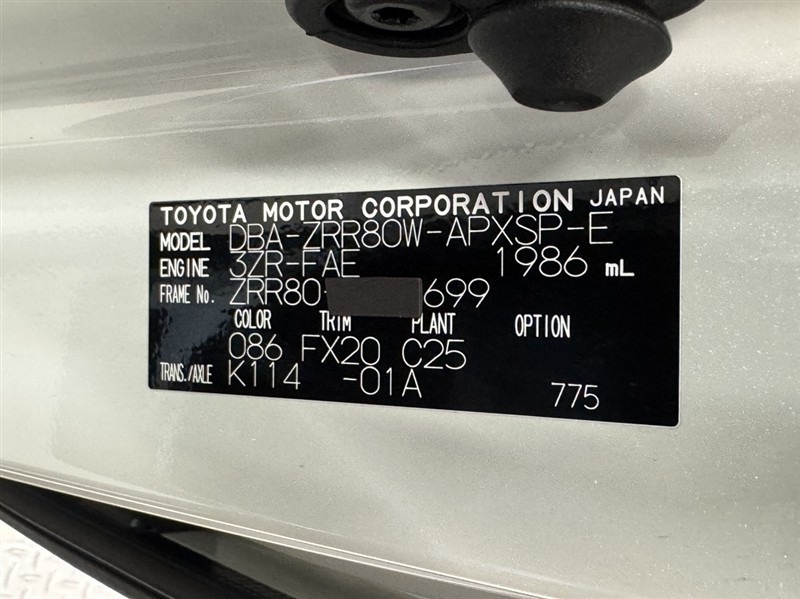 TOYOTA MOTOR CORPORATION JAPAN
MODEL DBA-ZRR80W-APXSP-E
ENGINE 3ZR-FAE 1986 mL
FRAME No. ZRR80- 699
COLOR TRIM PLANT OPTION
086 FX20 C25
TRANS./AXLE K114 -01A 775